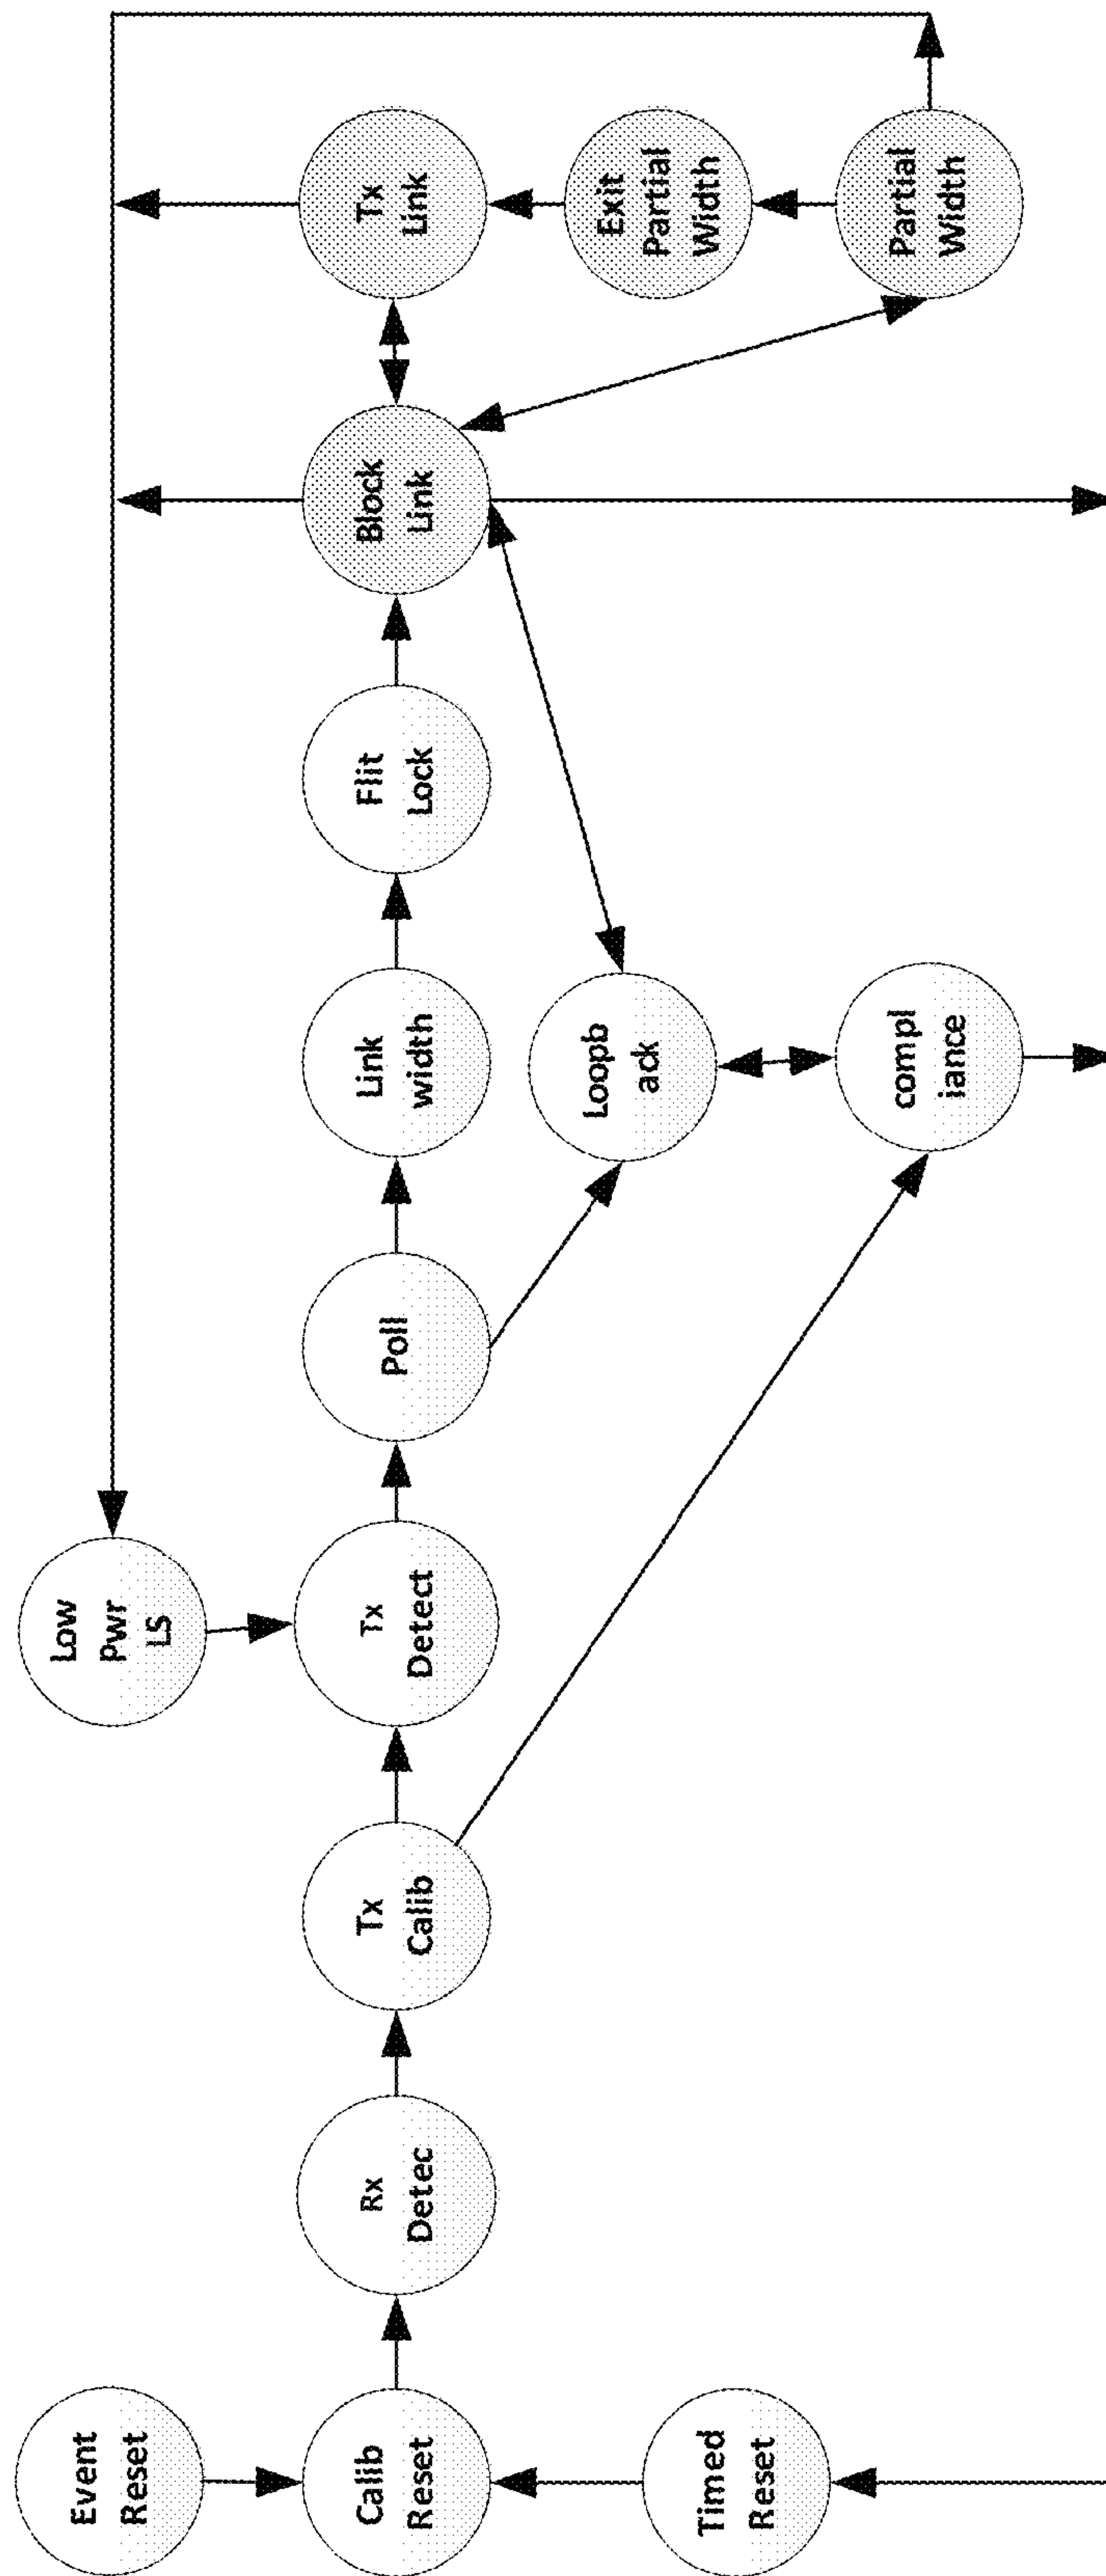 Event
Reset
Calib
Reset
Timed
Reset
Rx
Detec
Tx
Calib
Low
pwr
LS
Tx
Detect
Poll
Link
width
Loopb
ack
compl
iance
Flit
Lock
Block
Link
Tx
Link
Exit
Partial
Width
Partial
Width